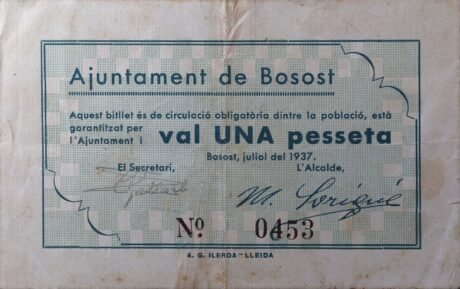 Ajuntament de Bosost
Aquest bitllet és de circulació obligatòria dintre la població, està
garantitzat per
l'Ajuntament i val UNA pesseta
Bosost, juliol del 1937.
El Secretari, L'Alcalde,
M. Lorigué
Nº 0453
A. G. ILERDA-LLEIDA